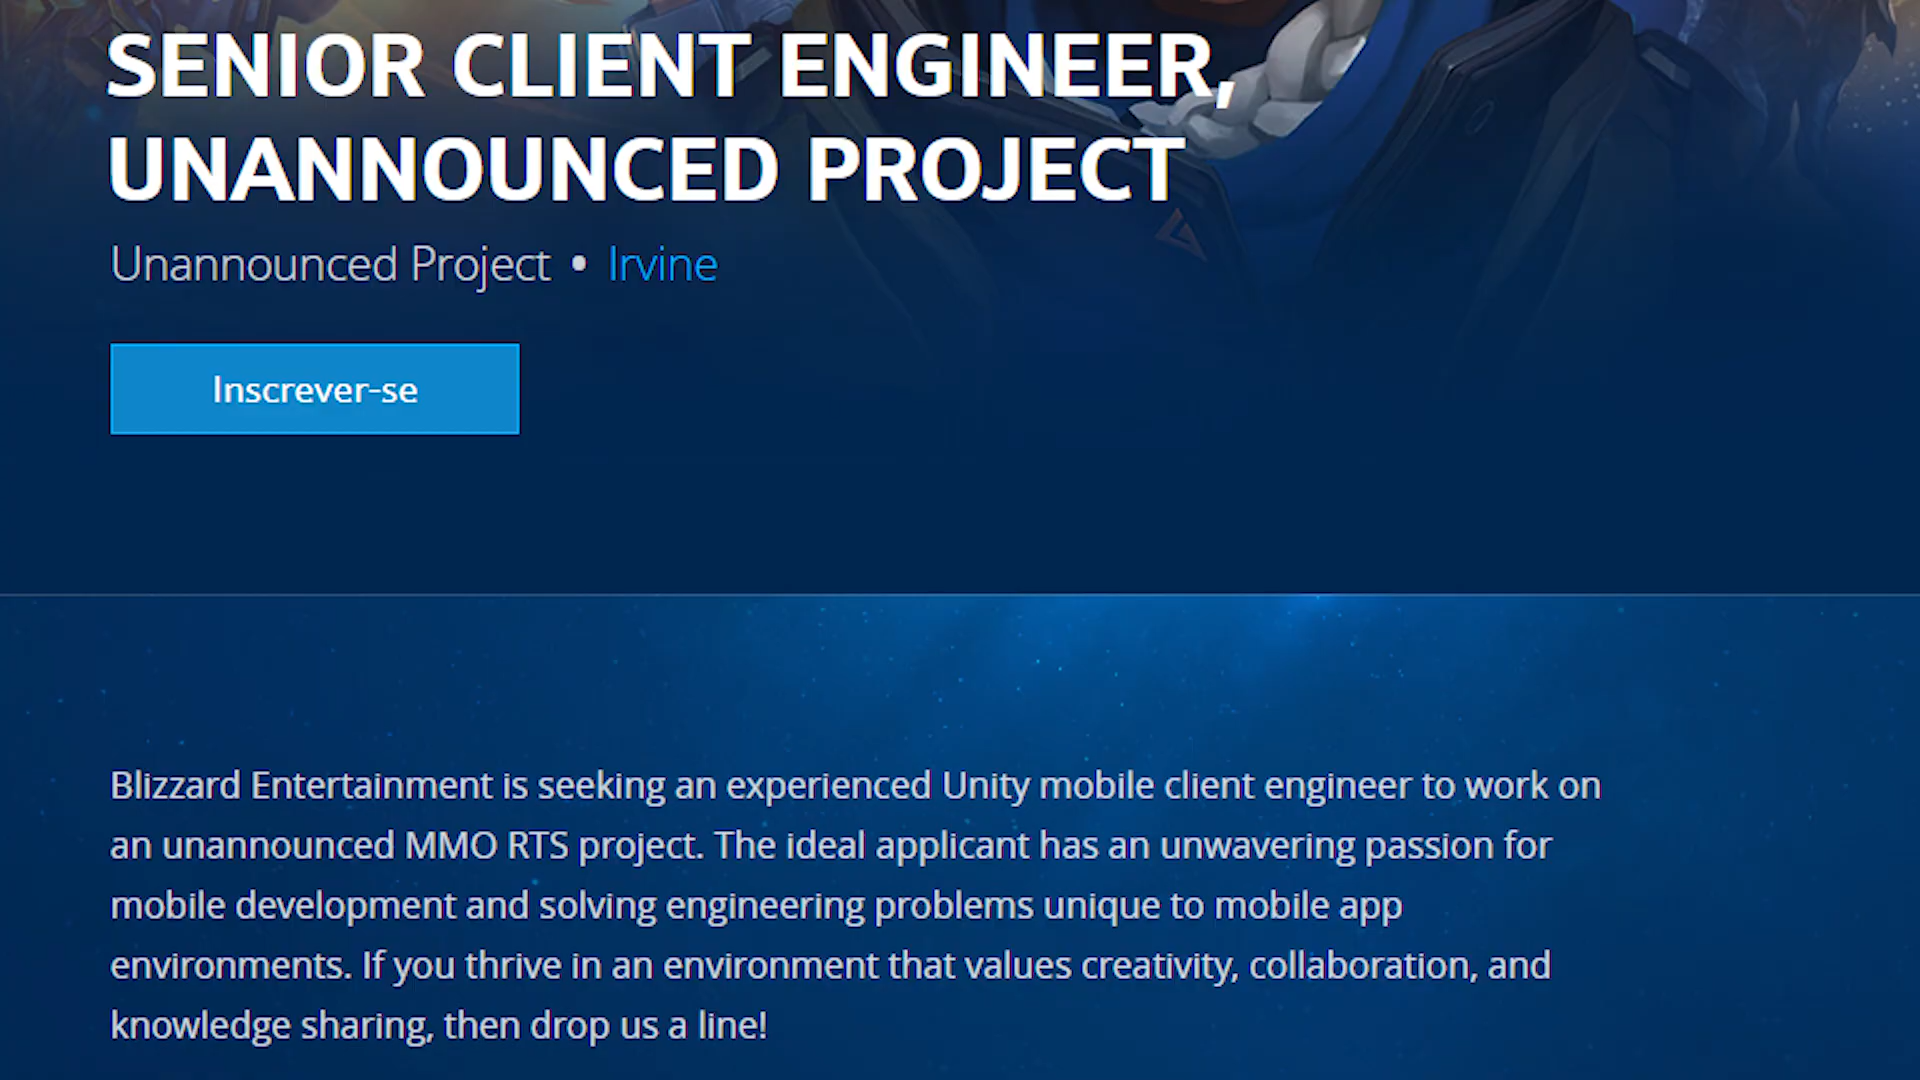 SENIOR CLIENT ENGINEER,
UNANNOUNCED PROJECT
Unannounced Project • Irvine
Inscrever-se
Blizzard Entertainment is seeking an experienced Unity mobile client engineer to work on
an unannounced MMO RTS project. The ideal applicant has an unwavering passion for
mobile development and solving engineering problems unique to mobile app
environments. If you thrive in an environment that values creativity, collaboration, and
knowledge sharing, then drop us a line!